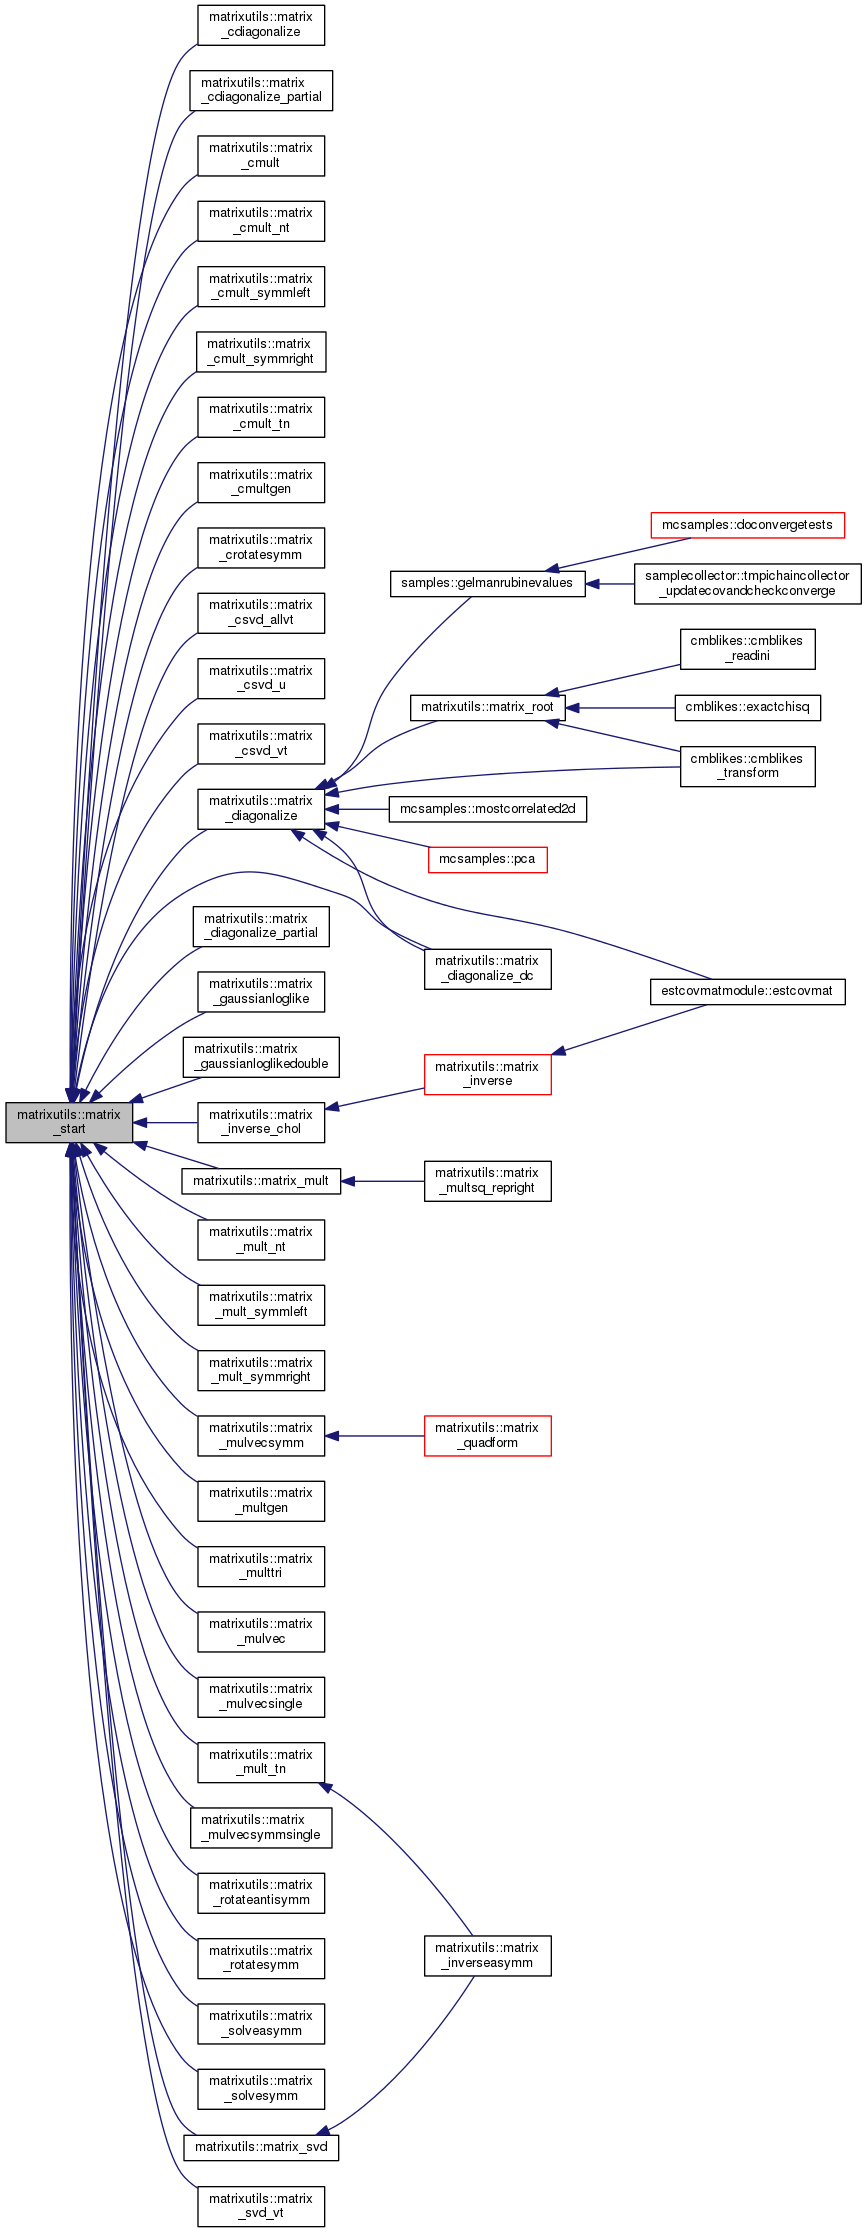 matrixutils::matrix
_cdiagonalize
matrixutils::matrix
_cdiagonalize_partial
matrixutils::matrix
_cmult
matrixutils::matrix
_cmult_nt
matrixutils::matrix
_cmult_symmleft
matrixutils::matrix
_cmult_symmright
matrixutils::matrix
_cmult_tn
matrixutils::matrix
_cmultgen
matrixutils::matrix
_crotatesymm
matrixutils::matrix
_csvd_allvt
matrixutils::matrix
_csvd_u
matrixutils::matrix
_csvd_vt
matrixutils::matrix
_diagonalize
matrixutils::matrix
_diagonalize_partial
matrixutils::matrix
_gaussianloglike
matrixutils::matrix
_gaussianloglikedouble
matrixutils::matrix
_start
matrixutils::matrix
_inverse_chol
matrixutils::matrix_mult
matrixutils::matrix
_mult_nt
matrixutils::matrix
_mult_symmleft
matrixutils::matrix
_mult_symmright
matrixutils::matrix
_mulvecsymm
matrixutils::matrix
_multgen
matrixutils::matrix
_multtri
matrixutils::matrix
_mulvec
matrixutils::matrix
_mulvecsingle
matrixutils::matrix
_mult_tn
matrixutils::matrix
_mulvecsymmsingle
matrixutils::matrix
_rotateantisymm
matrixutils::matrix
_rotatesymm
matrixutils::matrix
_solveasymm
matrixutils::matrix
_solvesymm
matrixutils::matrix_svd
matrixutils::matrix
_svd_vt
samples::gelmanrubinevalues
matrixutils::matrix_root
mcsamples::mostcorrelated2d
mcsamples::pca
matrixutils::matrix
_diagonalize_dc
matrixutils::matrix
_inverse
matrixutils::matrix
_multsq_repright
matrixutils::matrix
_quadform
matrixutils::matrix
_inverseasymm
mcsamples::doconvergetests
samplecollector::tmpichaincollector
_updatecovandcheckconverge
cmblikes::cmblikes
_readini
cmblikes::exactchisq
cmblikes::cmblikes
_transform
estcovmatmodule::estcovmat